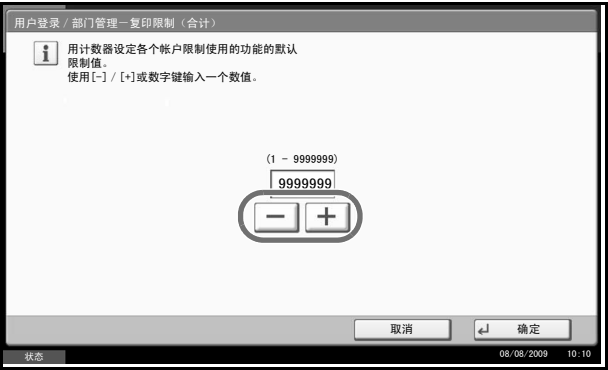 用户登录/部门管理－复印限制（合计）
用计数器设定各个帐户限制使用的功能的默认
限制值。
使用[-]/[+]或数字键输入一个数值。
(1 - 9999999)
9999999
取消
确定
状态
08/08/2009 10:10